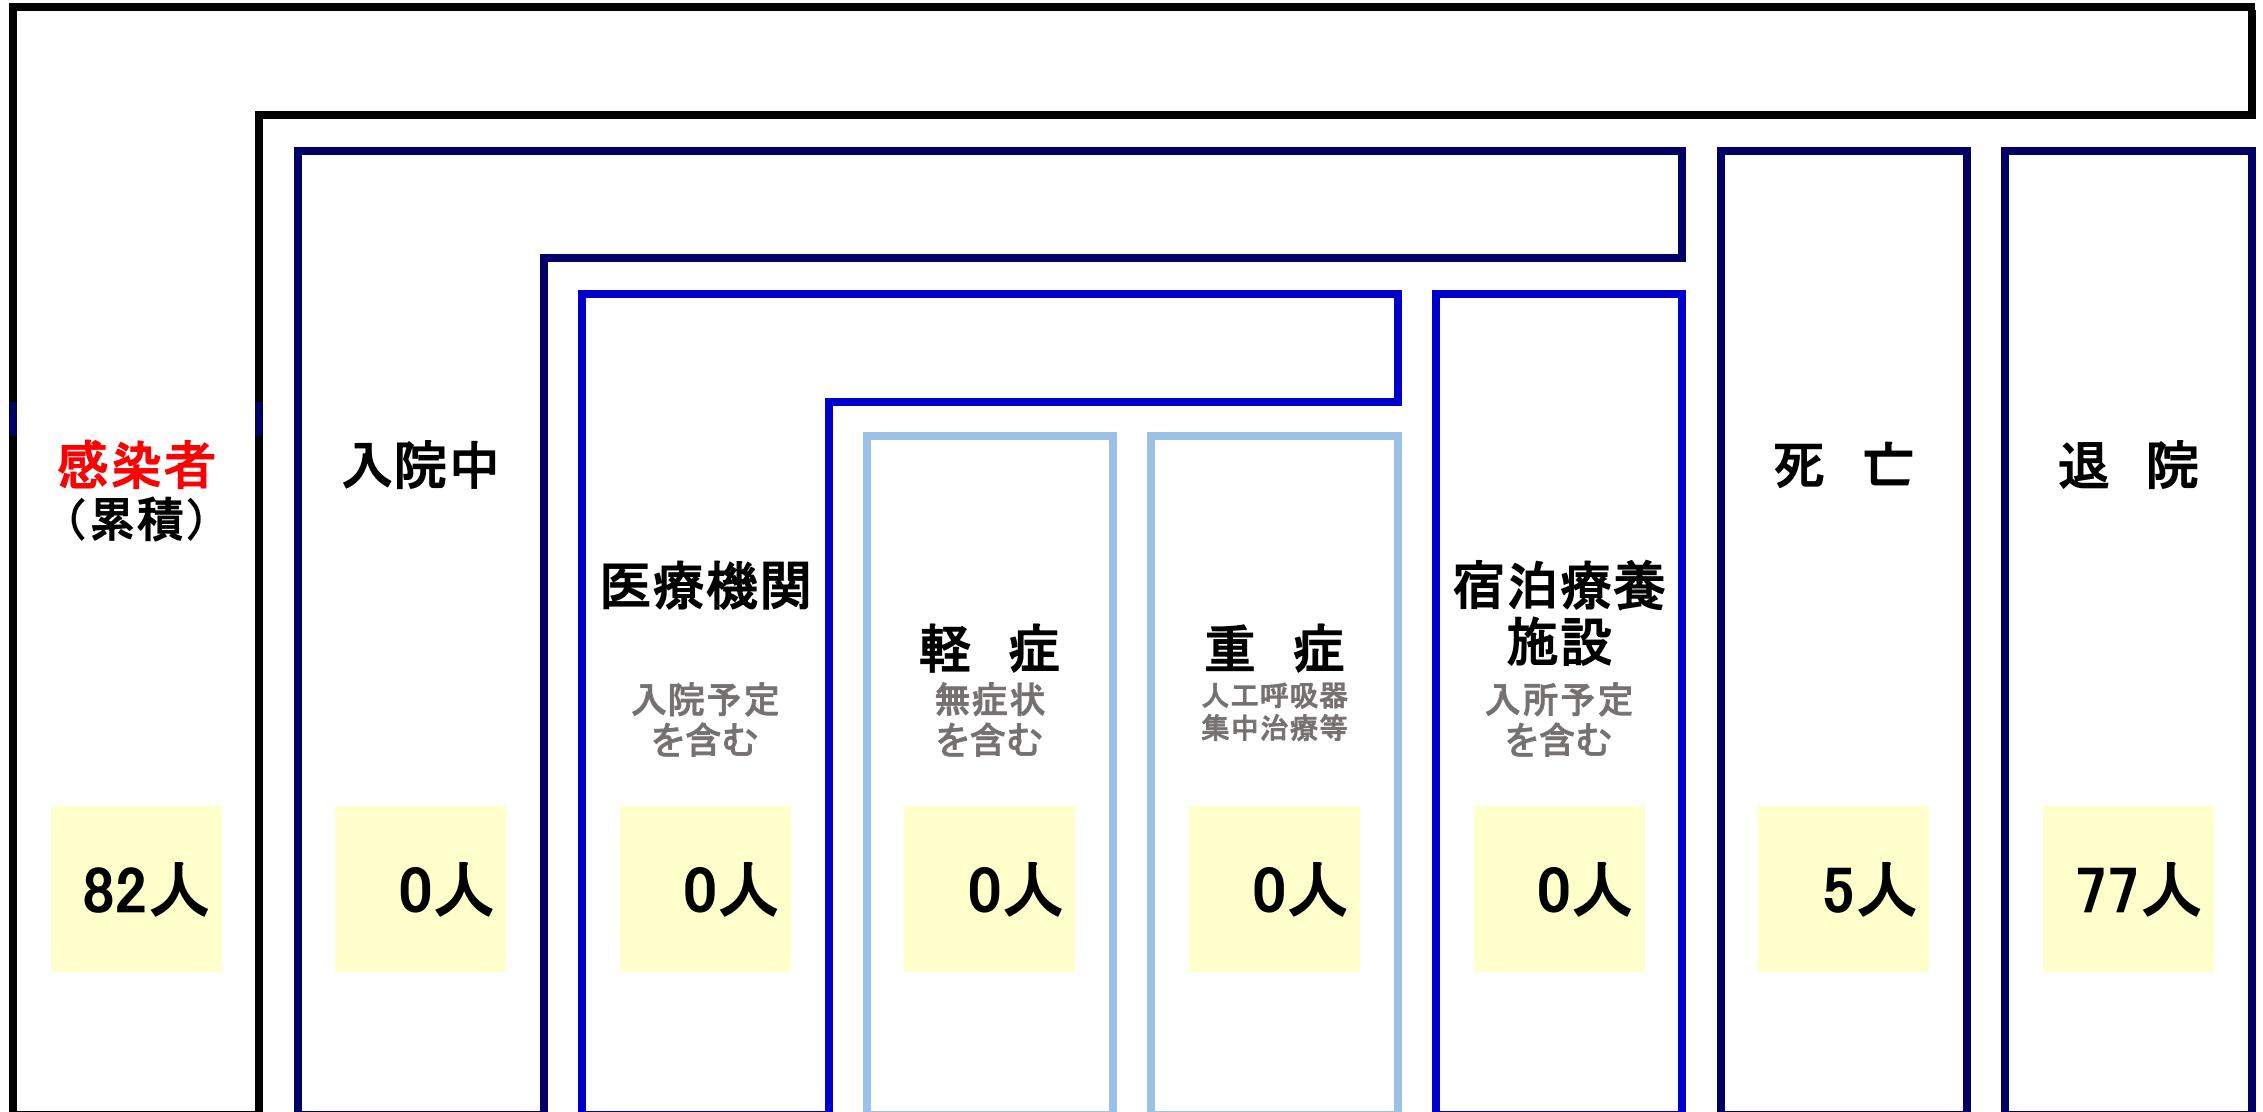 感染者
（累積）
82人
入院中
0人
医療機関
入院予定
を含む
0人
軽　症
無症状
を含む
0人
重　症
人工呼吸器
集中治療等
0人
宿泊療養
施設
入所予定
を含む
0人
死　亡
5人
退　院
77人